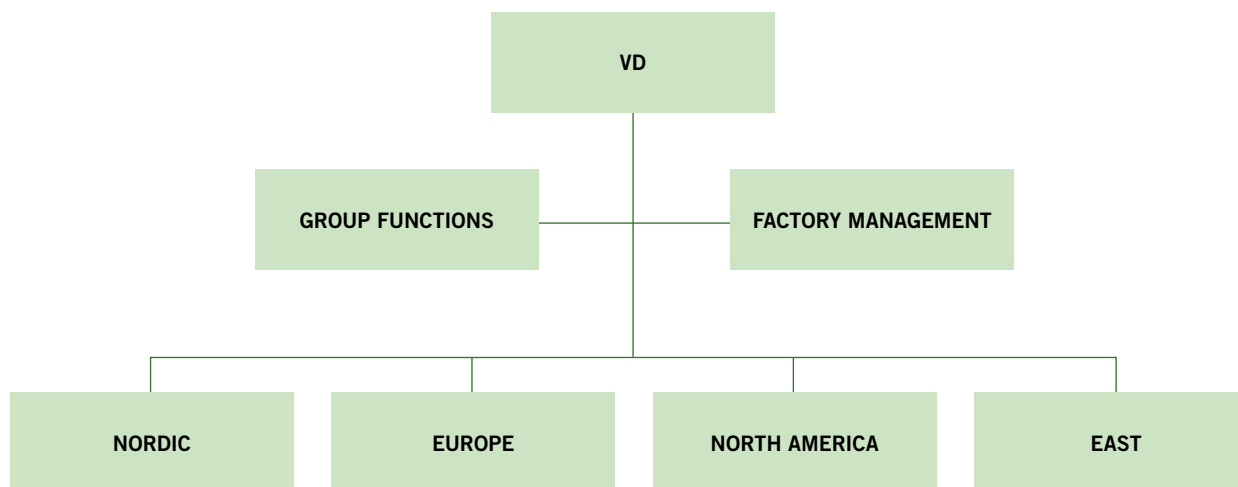 VD
GROUP FUNCTIONS
FACTORY MANAGEMENT
NORDIC
EUROPE
NORTH AMERICA
EAST